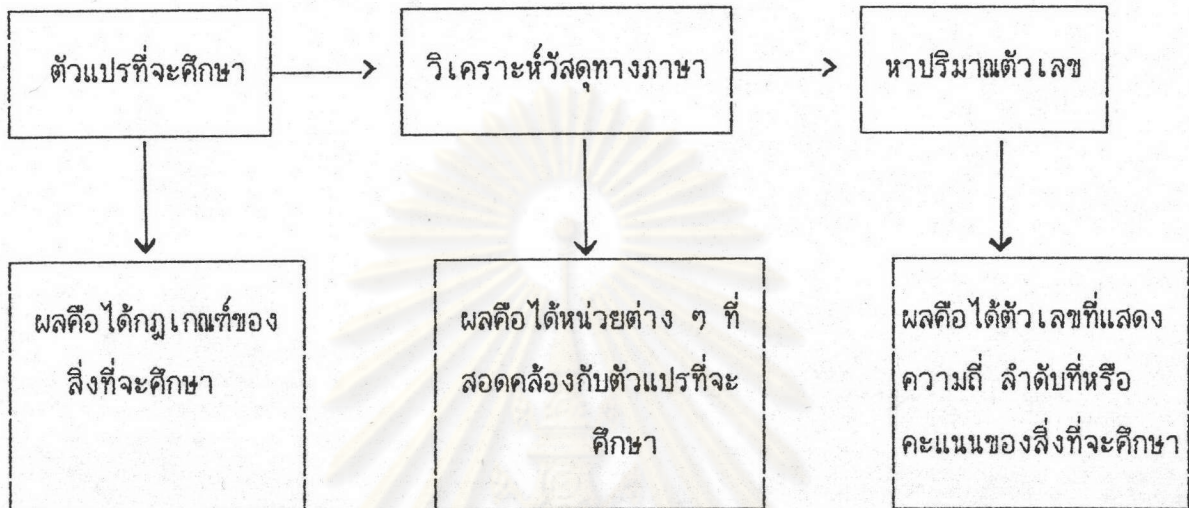 ตัวแปรที่จะศึกษา
วิเคราะห์วัสดุทางภาษา
หาปริมาณตัวเลข
ผลคือได้กฎเกณฑ์ของ
สิ่งที่จะศึกษา
ผลคือได้หน่วยต่าง ๆ ที่
สอดคล้องกับตัวแปรที่จะ
ศึกษา
ผลคือได้ตัวเลขที่แสดง
ความถี่ ลำดับที่หรือ
คะแนนของสิ่งที่จะศึกษา